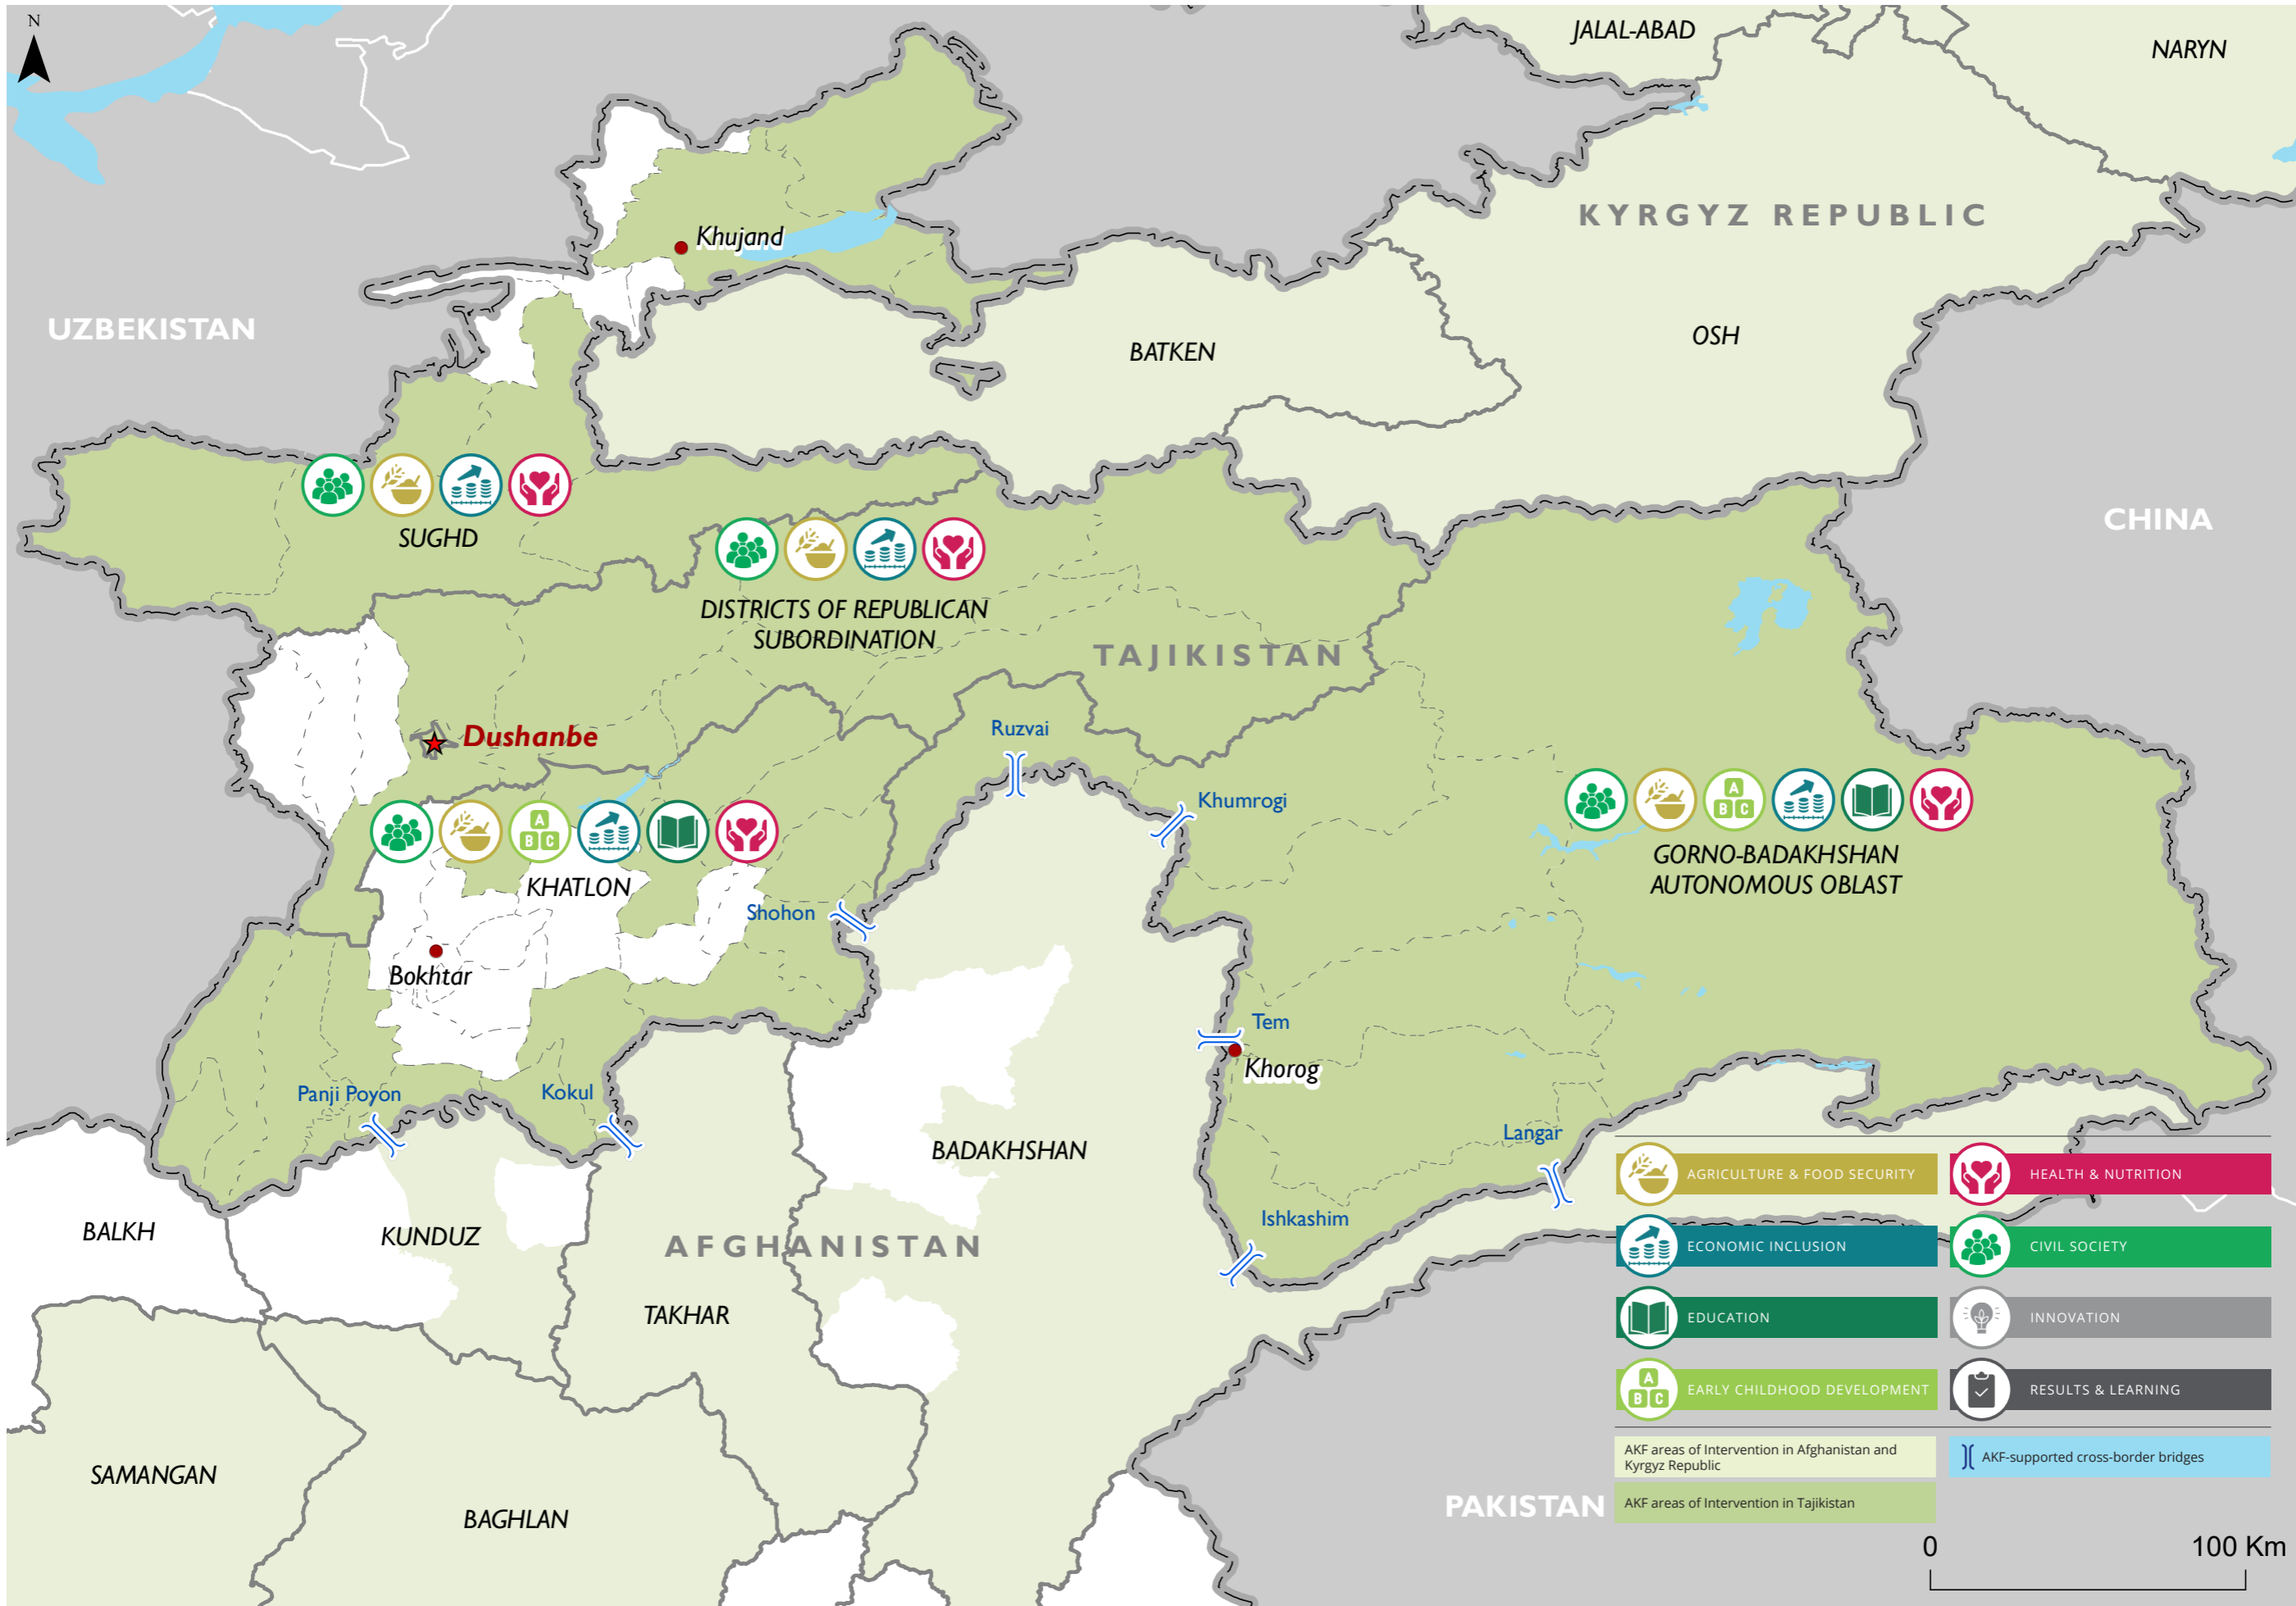 N
JALAL-ABAD
NARYN
KYRGYZ REPUBLIC
Khujand
UZBEKISTAN
BATKEN
OSH
CHINA
SUGHD
DISTRICTS OF REPUBLICAN
SUBORDINATION
TAJIKISTAN
Dushanbe
Ruzvai
Khumrogi
A
B C
A
B C
KHATLON
GORNO-BADAKHSHAN
AUTONOMOUS OBLAST
Shohon
Bokhtar
Tem
Khorog
Panji Poyon
Kokul
Langar
BADAKHSHAN
Ishkashim
BALKH
KUNDUZ
AFGHANISTAN
TAKHAR
SAMANGAN
BAGHLAN
PAKISTAN
AGRICULTURE & FOOD SECURITY
HEALTH & NUTRITION
ECONOMIC INCLUSION
CIVIL SOCIETY
EDUCATION
INNOVATION
A
B C
EARLY CHILDHOOD DEVELOPMENT
RESULTS & LEARNING
AKF areas of Intervention in Afghanistan and
Kyrgyz Republic
AKF-supported cross-border bridges
AKF areas of Intervention in Tajikistan
0 100 Km